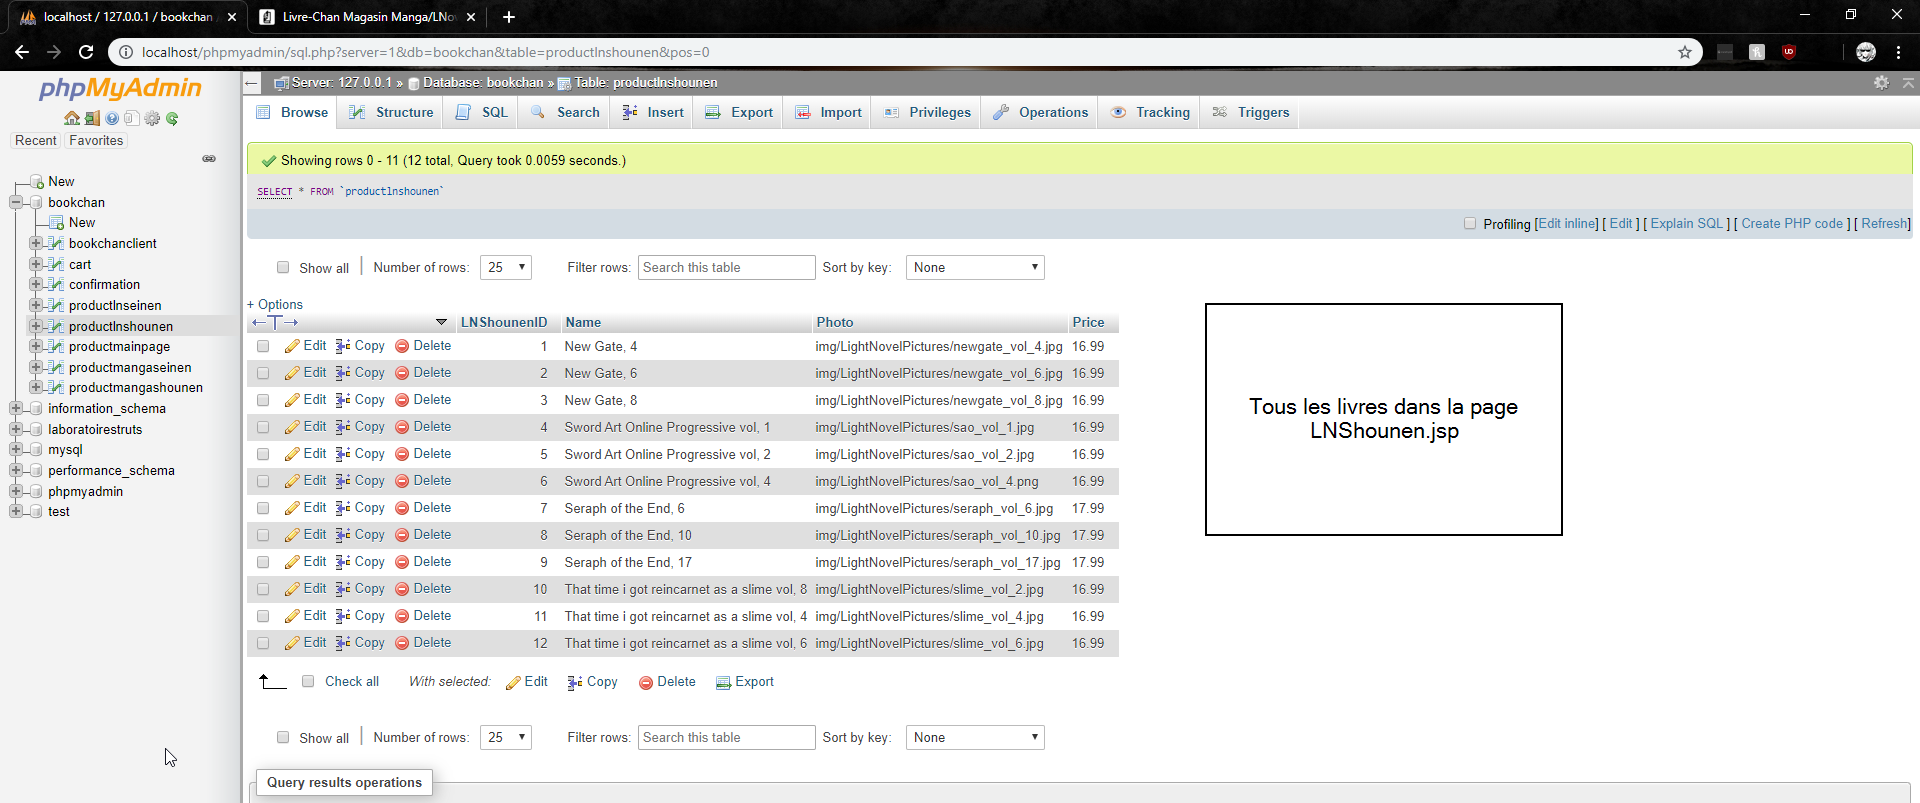 localhost / 127.0.0.1 / bookchan
Livre-Chan Magasin Manga/LNov
localhost/phpmyadmin/sql.php?server=1&db=bookchan&table=productlnshounen&pos=0
phpMyAdmin
Recent Favorites
New
bookchan
New
bookchanclient
cart
confirmation
productlnseinen
productlnshounen
productmainpage
productmangaseinen
productmangashounen
information_schema
laboratoirestruts
mysql
performance_schema
phpmyadmin
test
Server: 127.0.0.1 » Database: bookchan » Table: productlnshounen
Browse Structure SQL Search Insert Export Import Privileges Operations Tracking Triggers
Showing rows 0 - 11 (12 total, Query took 0.0059 seconds.)
SELECT * FROM `productlnshounen`
Profiling [Edit inline] [ Edit ] [ Explain SQL ] [ Create PHP code ] [ Refresh]
Show all Number of rows: 25 Filter rows: Search this table Sort by key: None
+ Options
LNShounenID Name Photo Price
Edit Copy Delete 1 New Gate, 4 img/LightNovelPictures/newgate_vol_4.jpg 16.99
Edit Copy Delete 2 New Gate, 6 img/LightNovelPictures/newgate_vol_6.jpg 16.99
Edit Copy Delete 3 New Gate, 8 img/LightNovelPictures/newgate_vol_8.jpg 16.99
Edit Copy Delete 4 Sword Art Online Progressive vol, 1 img/LightNovelPictures/sao_vol_1.jpg 16.99
Edit Copy Delete 5 Sword Art Online Progressive vol, 2 img/LightNovelPictures/sao_vol_2.jpg 16.99
Edit Copy Delete 6 Sword Art Online Progressive vol, 4 img/LightNovelPictures/sao_vol_4.png 16.99
Edit Copy Delete 7 Seraph of the End, 6 img/LightNovelPictures/seraph_vol_6.jpg 17.99
Edit Copy Delete 8 Seraph of the End, 10 img/LightNovelPictures/seraph_vol_10.jpg 17.99
Edit Copy Delete 9 Seraph of the End, 17 img/LightNovelPictures/seraph_vol_17.jpg 17.99
Edit Copy Delete 10 That time i got reincarnet as a slime vol, 8 img/LightNovelPictures/slime_vol_2.jpg 16.99
Edit Copy Delete 11 That time i got reincarnet as a slime vol, 4 img/LightNovelPictures/slime_vol_4.jpg 16.99
Edit Copy Delete 12 That time i got reincarnet as a slime vol, 6 img/LightNovelPictures/slime_vol_6.jpg 16.99
Check all With selected: Edit Copy Delete Export
Show all Number of rows: 25 Filter rows: Search this table Sort by key: None
Query results operations
Tous les livres dans la page
LNShounen.jsp